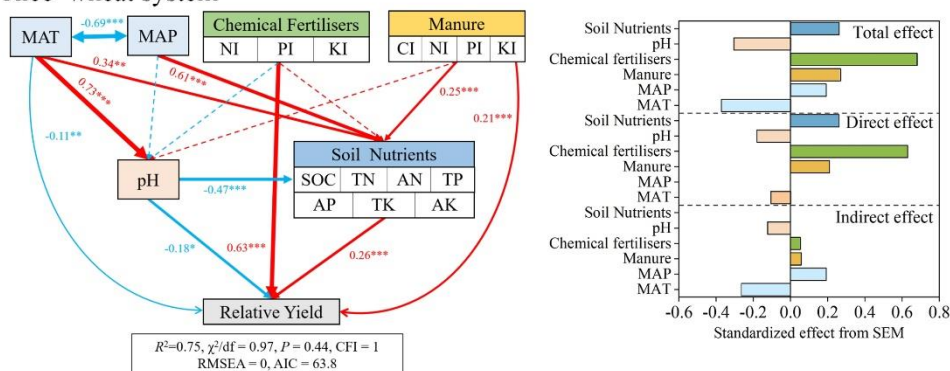 MAT
-0.69***
MAP
Chemical Fertilisers
NI PI KI
Manure
CI NI PI KI
0.34**
0.61***
0.73***
0.25***
0.21***
-0.11**
pH
-0.47***
Soil Nutrients
SOC TN AN TP
AP TK AK
-0.18*
0.63***
0.26***
Relative Yield
R²=0.75, χ²/df = 0.97, P = 0.44, CFI = 1
RMSEA = 0, AIC = 63.8
Total effect
Soil Nutrients
pH
Chemical fertilisers
Manure
MAP
MAT
Direct effect
Soil Nutrients
pH
Chemical fertilisers
Manure
MAP
MAT
Indirect effect
Soil Nutrients
pH
Chemical fertilisers
Manure
MAP
MAT
-0.6 -0.4 -0.2 0.0 0.2 0.4 0.6 0.8
Standardized effect from SEM